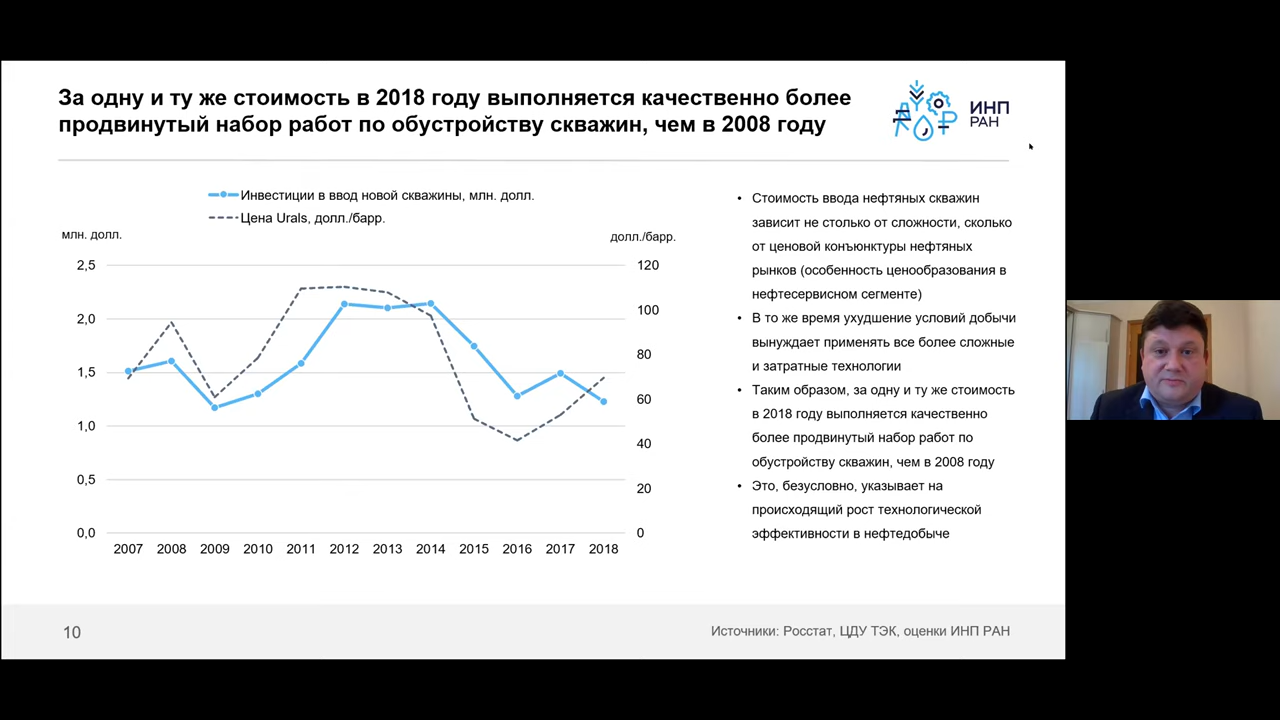 За одну и ту же стоимость в 2018 году выполняется качественно более
продвинутый набор работ по обустройству скважин, чем в 2008 году
ИНП
РАН
Инвестиции в ввод новой скважины, млн. долл.
Цена Urals, долл./барр.
млн. долл.
долл./барр.
2,5
2,0
1,5
1,0
0,5
0,0
120
100
80
60
40
20
0
2007 2008 2009 2010 2011 2012 2013 2014 2015 2016 2017 2018
• Стоимость ввода нефтяных скважин
зависит не столько от сложности, сколько
от ценовой конъюнктуры нефтяных
рынков (особенность ценообразования в
нефтесервисном сегменте)
• В то же время ухудшение условий добычи
вынуждает применять все более сложные
и затратные технологии
• Таким образом, за одну и ту же стоимость
в 2018 году выполняется качественно
более продвинутый набор работ по
обустройству скважин, чем в 2008 году
• Это, безусловно, указывает на
происходящий рост технологической
эффективности в нефтедобыче
10
Источники: Росстат, ЦДУ ТЭК, оценки ИНП РАН